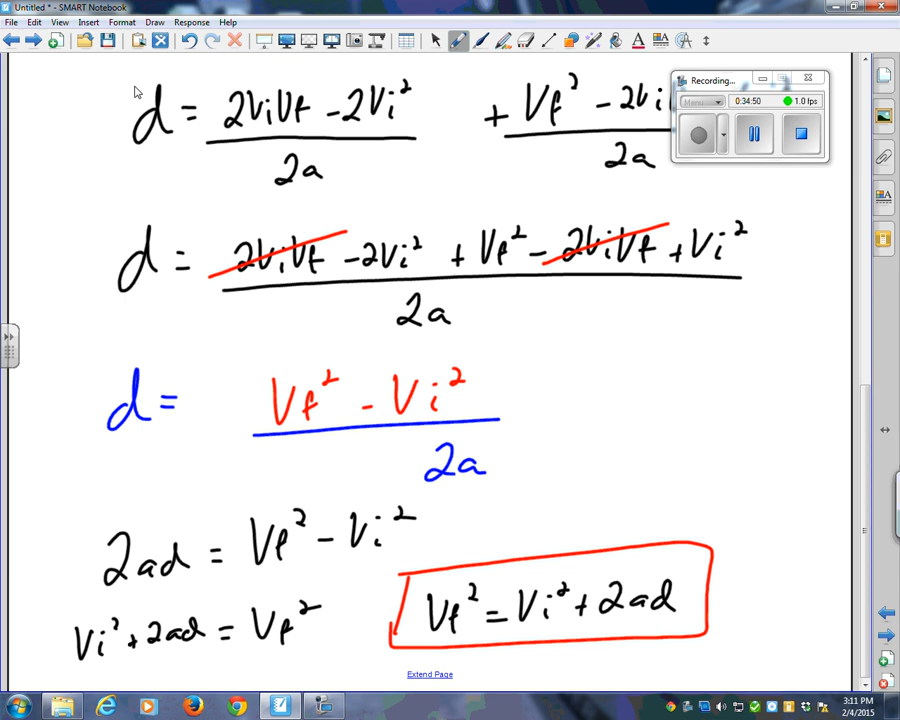 Untitled * - SMART Notebook
File Edit View Insert Format Draw Response Help
Recording...
Menu 0:34:50 1.0 fps
d = 2ViVf - 2Vi² + Vf² - 2Vi
2a 2a
d = 2ViVf - 2Vi² + Vf² - 2ViVf + Vi²
2a
d = Vf² - Vi²
2a
2ad = Vf² - Vi²
Vi² + 2ad = Vf²
Vf² = Vi² + 2ad
Extend Page
3:11 PM
2/4/2015